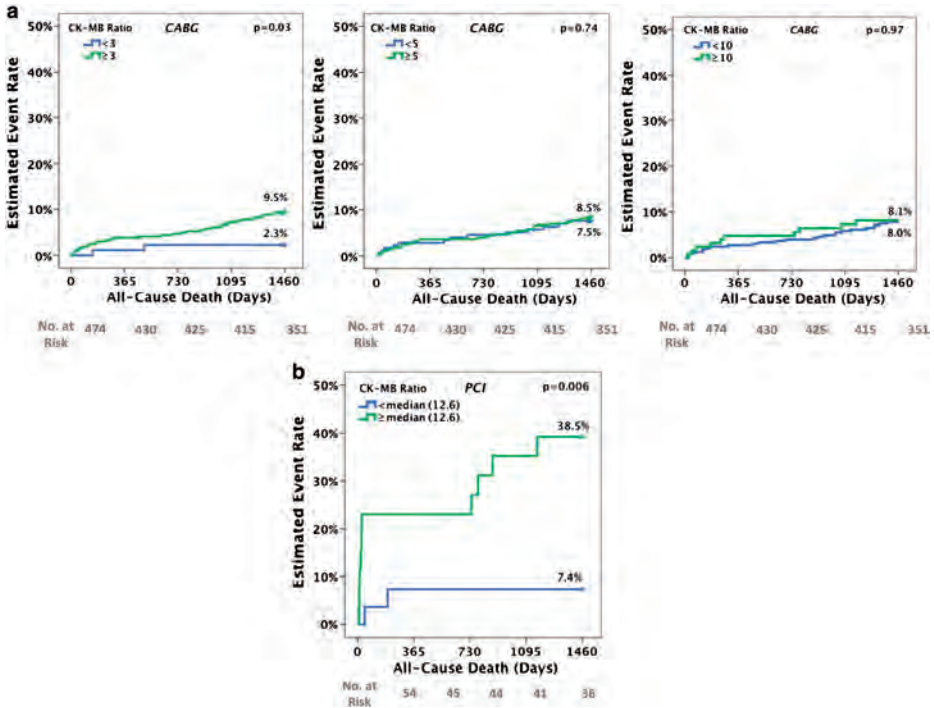 a
CK-MB Ratio CABG p=0.03
<3
≥3
50%
40%
30%
20%
10%
0%
Estimated Event Rate
9.5%
2.3%
0 365 730 1095 1460
All-Cause Death (Days)
No. at Risk 474 430 425 415 351
CK-MB Ratio CABG p=0.74
<5
≥5
50%
40%
30%
20%
10%
0%
Estimated Event Rate
8.5%
7.5%
0 365 730 1095 1460
All-Cause Death (Days)
No. at Risk 474 430 425 415 351
CK-MB Ratio CABG p=0.97
<10
≥10
50%
40%
30%
20%
10%
0%
Estimated Event Rate
8.1%
8.0%
0 365 730 1095 1460
All-Cause Death (Days)
No. at Risk 474 430 425 415 351
b
CK-MB Ratio PCI p=0.006
<median (12.6)
≥median (12.6)
50%
40%
30%
20%
10%
0%
Estimated Event Rate
38.5%
7.4%
0 365 730 1095 1460
All-Cause Death (Days)
No. at Risk 54 45 44 41 36